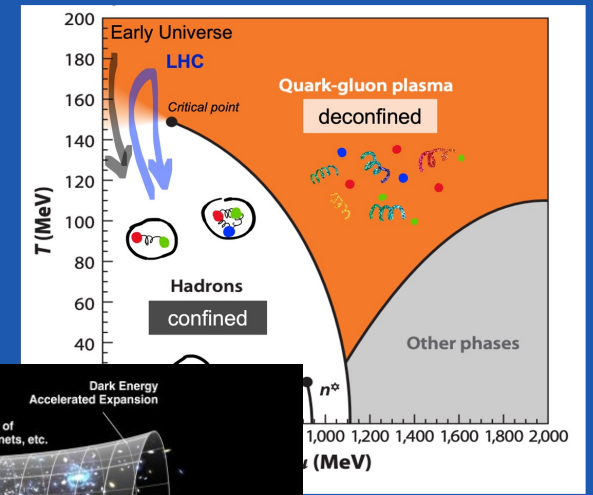 200
180
160
140
120
100
80
60
40
T (MeV)
Early Universe
LHC
Critical point
Quark-gluon plasma
deconfined
Hadrons
confined
Other phases
n☆
1,000 1,200 1,400 1,600 1,800 2,000
(MeV)
Dark Energy
Accelerated Expansion
of
nets, etc.